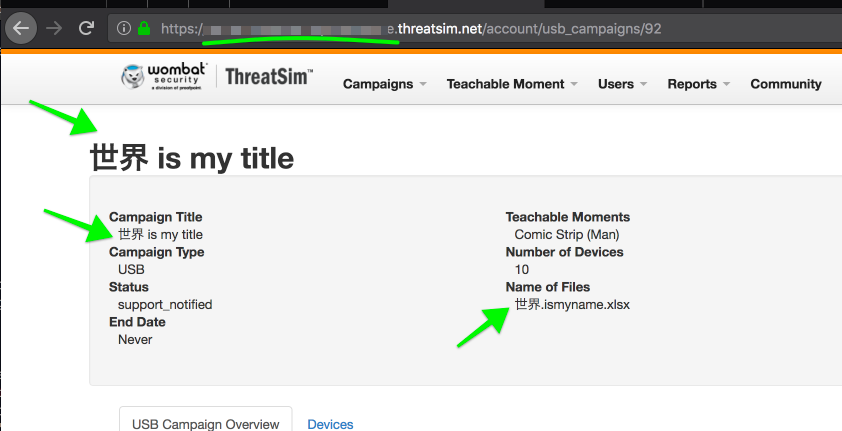 https://
e.threatsim.net/account/usb_campaigns/92
wombat security
a division of proofpoint
ThreatSim™
Campaigns
Teachable Moment
Users
Reports
Community
世界 is my title
Campaign Title
世界 is my title
Campaign Type
USB
Status
support_notified
End Date
Never
Teachable Moments
Comic Strip (Man)
Number of Devices
10
Name of Files
世界.ismyname.xlsx
USB Campaign Overview
Devices